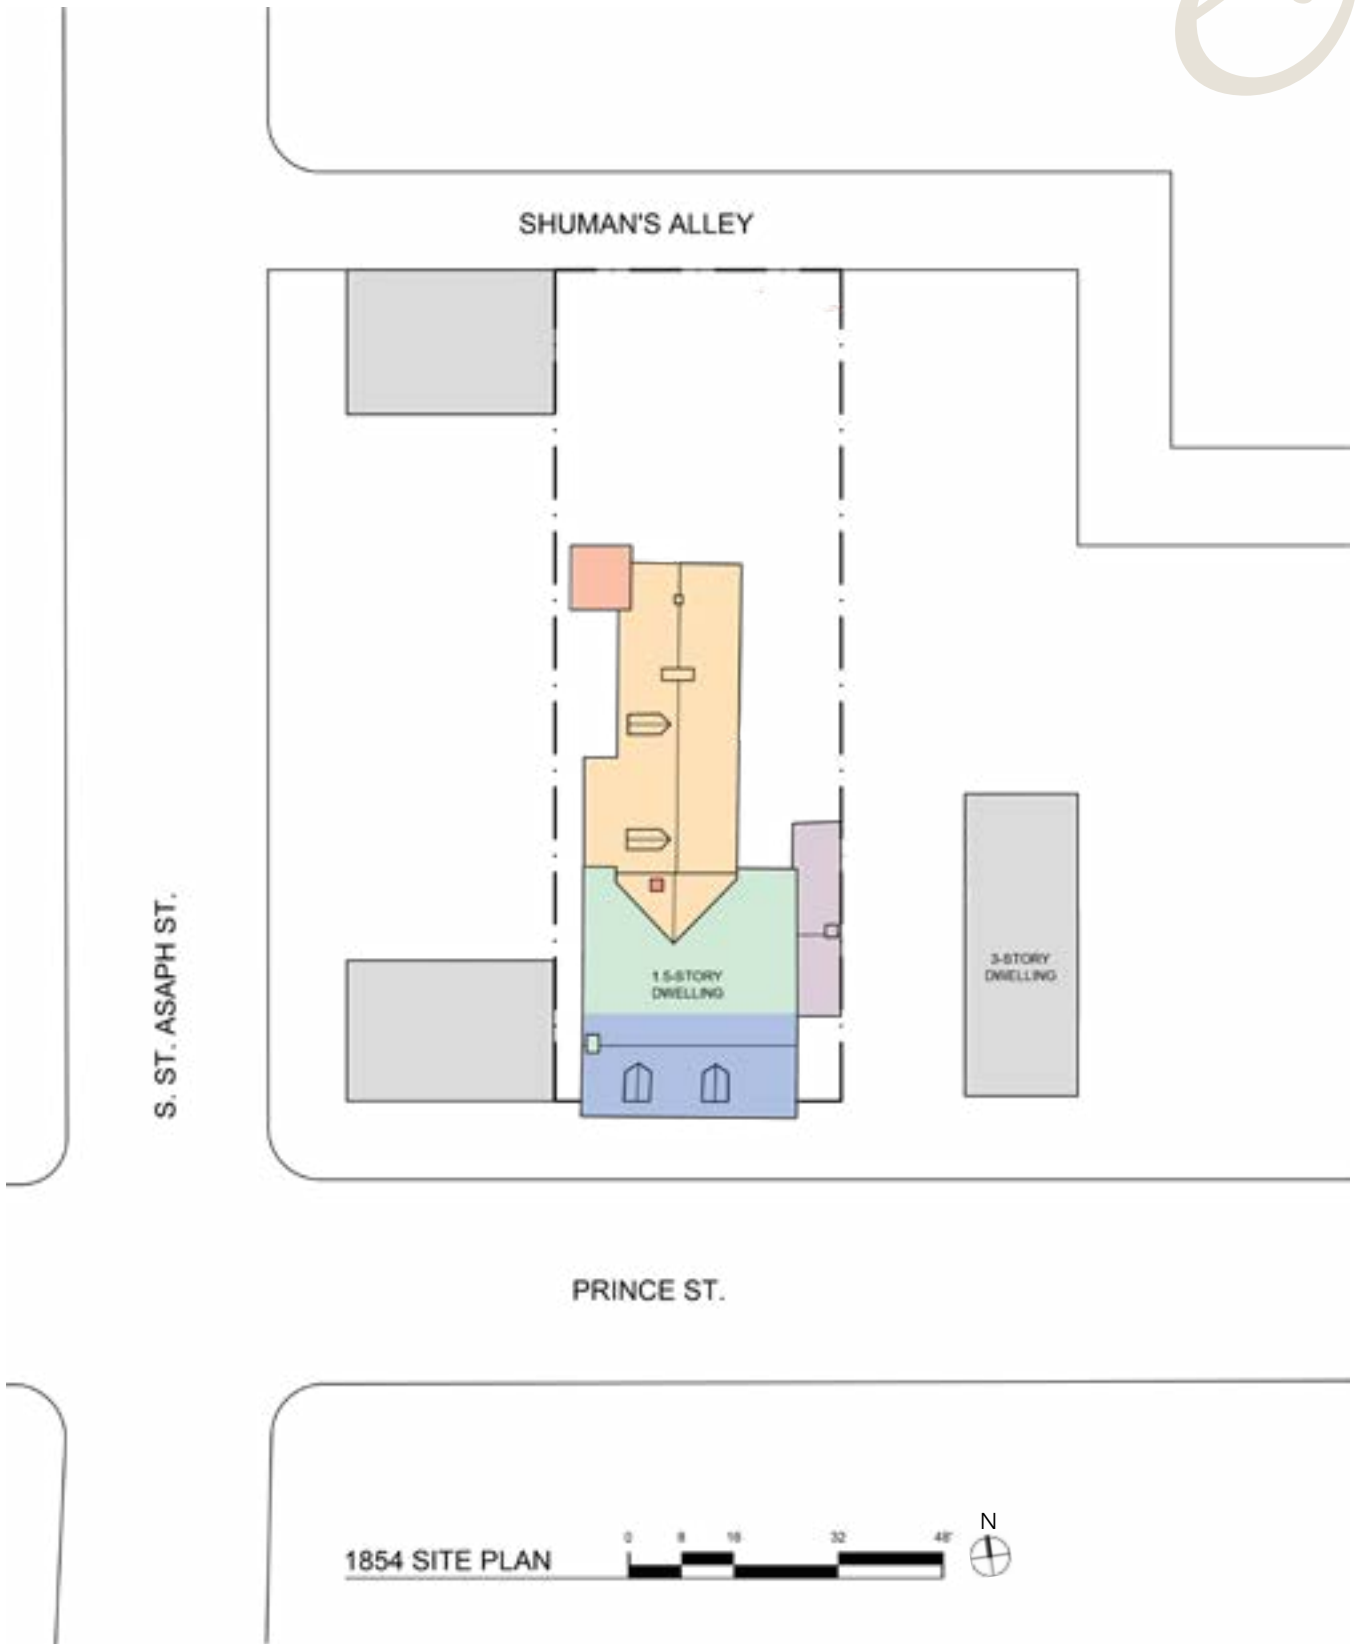 SHUMAN'S ALLEY
S. ST. ASAPH ST.
1.5-STORY
DWELLING
3-STORY
DWELLING
PRINCE ST.
1854 SITE PLAN
0 8 16 32 48'
N